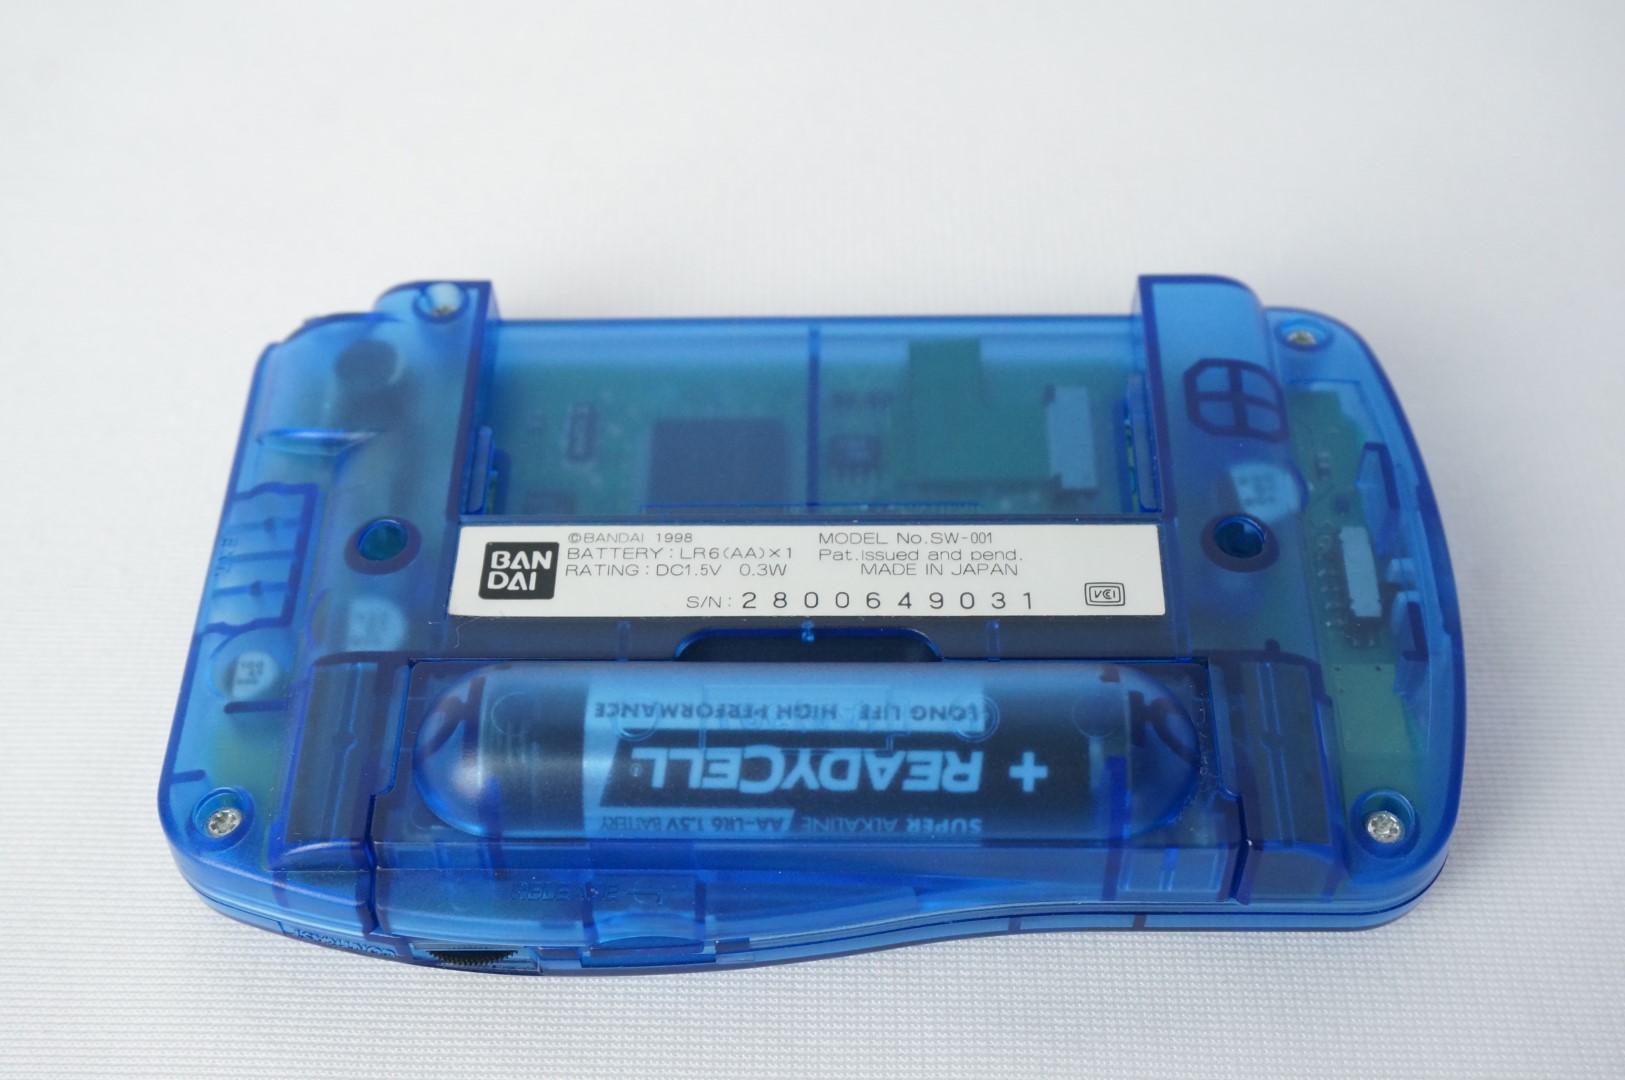 BAN
DAI
©BANDAI 1998
BATTERY : LR6(AA)×1
RATING : DC1.5V 0.3W
MODEL No.SW-001
Pat.issued and pend.
MADE IN JAPAN
S/N: 2800649031
VCI
LONG LIFE HIGH PERFORMANCE
+ READYCELL
SUPER ALKALINE AA-LR6 1.5V BATTERY